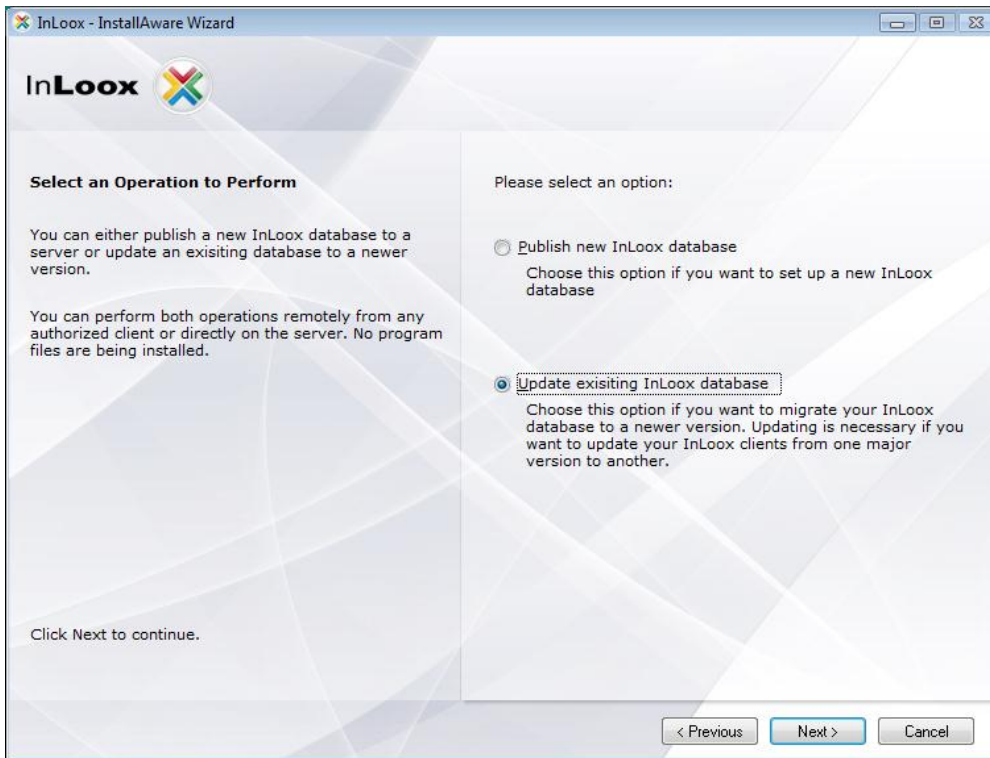 InLoox - InstallAware Wizard
InLoox
Select an Operation to Perform
You can either publish a new InLoox database to a
server or update an exisiting database to a newer
version.
You can perform both operations remotely from any
authorized client or directly on the server. No program
files are being installed.
Click Next to continue.
Please select an option:
Publish new InLoox database
Choose this option if you want to set up a new InLoox
database
Update exisiting InLoox database
Choose this option if you want to migrate your InLoox
database to a newer version. Updating is necessary if you
want to update your InLoox clients from one major
version to another.
< Previous
Next >
Cancel